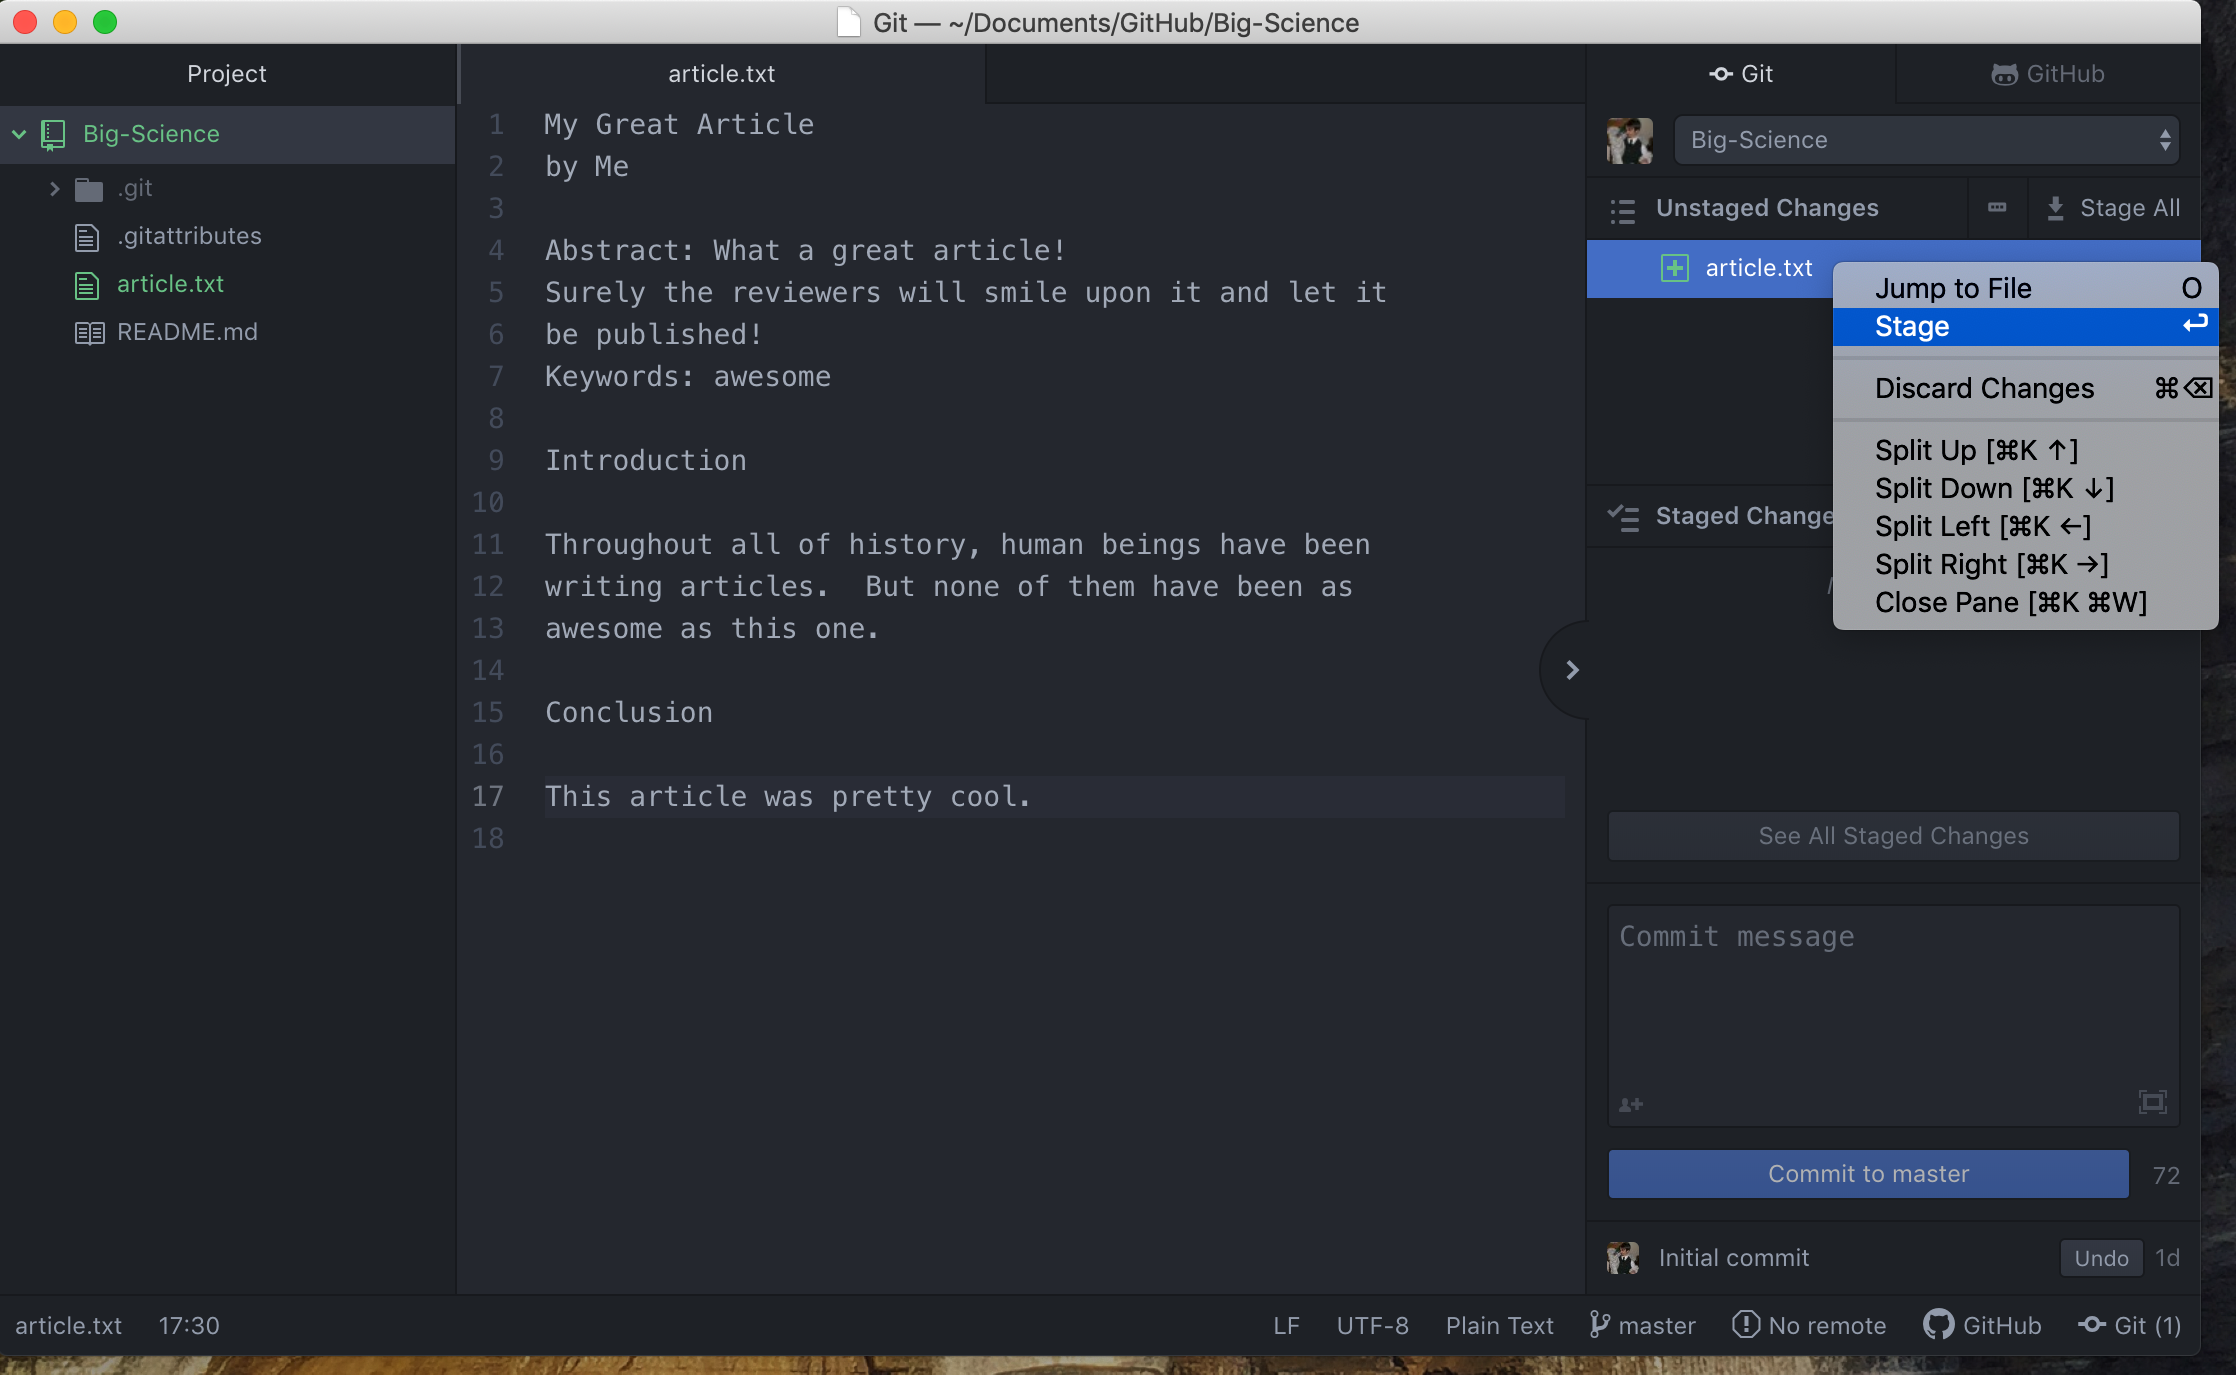 Git — ~/Documents/GitHub/Big-Science
Project
Big-Science
.git
.gitattributes
article.txt
README.md
article.txt
1 My Great Article
2 by Me
3
4 Abstract: What a great article!
5 Surely the reviewers will smile upon it and let it
6 be published!
7 Keywords: awesome
8
9 Introduction
10
11 Throughout all of history, human beings have been
12 writing articles.  But none of them have been as
13 awesome as this one.
14
15 Conclusion
16
17 This article was pretty cool.
18
Git GitHub
Big-Science
Unstaged Changes Stage All
article.txt
Jump to File O
Stage ↩
Discard Changes ⌘⌫
Split Up [⌘K ↑]
Split Down [⌘K ↓]
Split Left [⌘K ←]
Split Right [⌘K →]
Close Pane [⌘K ⌘W]
Staged Change
See All Staged Changes
Commit message
Commit to master 72
Initial commit Undo 1d
article.txt 17:30 LF UTF-8 Plain Text master No remote GitHub Git (1)